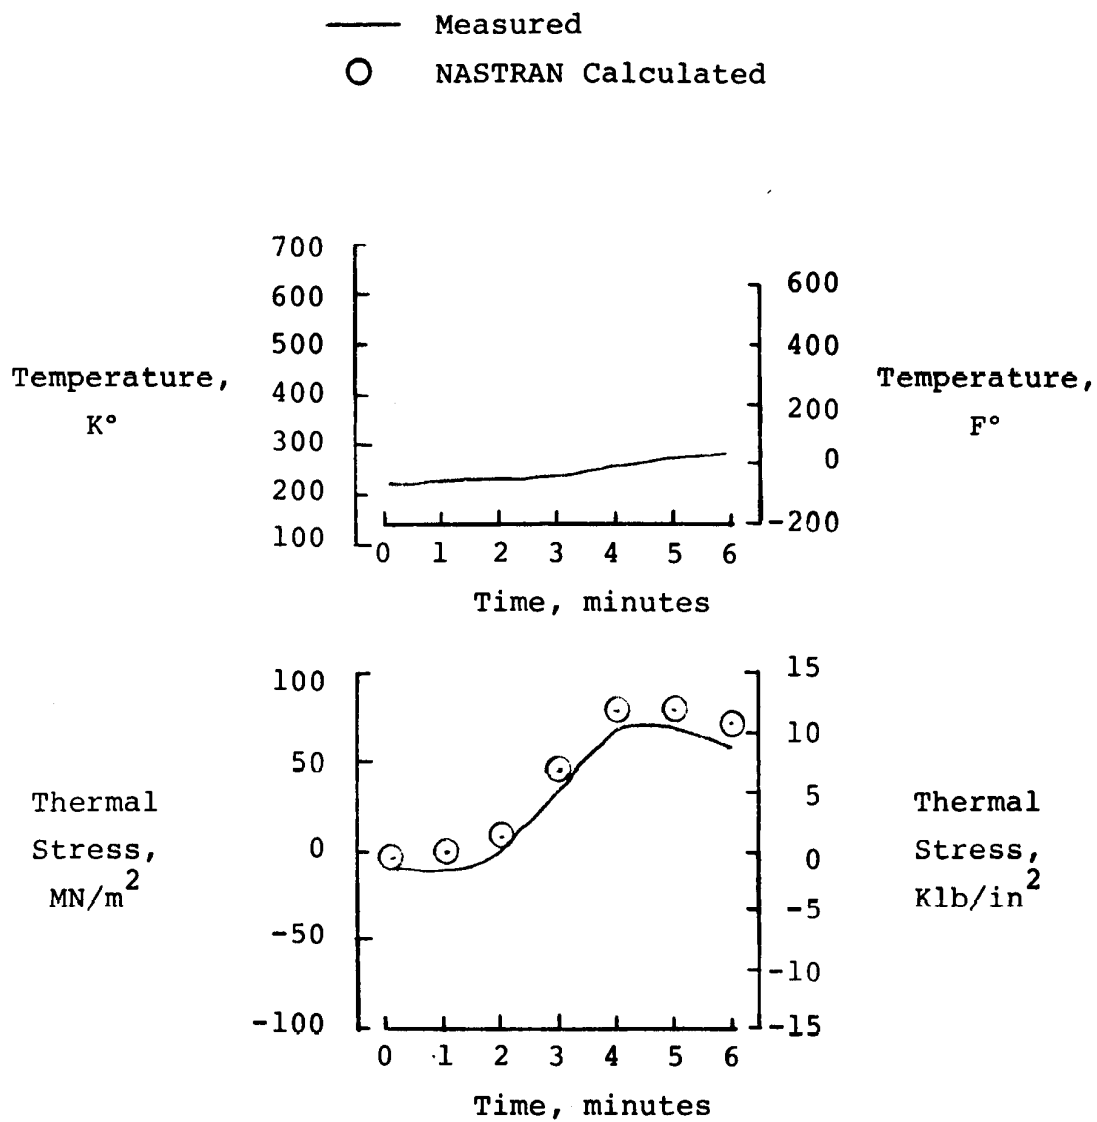 Measured
NASTRAN Calculated
700
600
500
400
300
200
100
Temperature,
K°
600
400
200
0
-200
Temperature,
F°
0 1 2 3 4 5 6
Time, minutes
100
50
0
-50
-100
Thermal
Stress,
MN/m²
15
10
5
0
-5
-10
-15
Thermal
Stress,
Klb/in²
0 1 2 3 4 5 6
Time, minutes